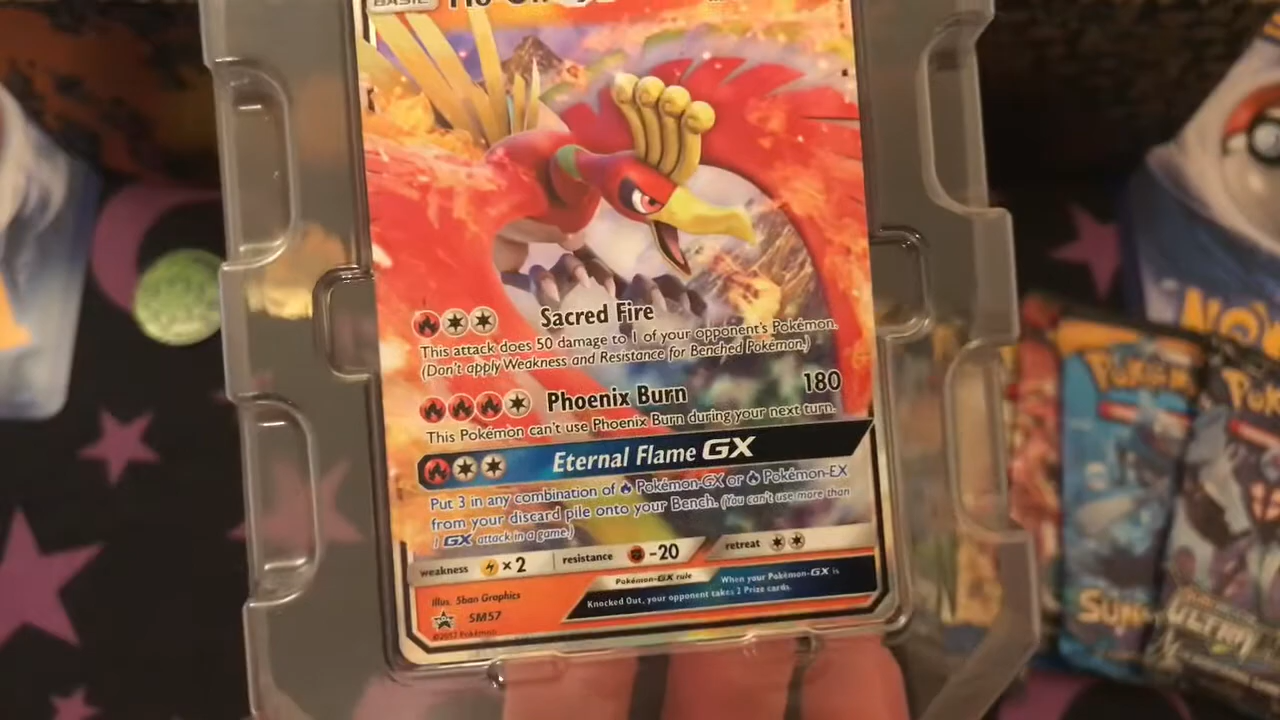 BASIC
Sacred Fire
This attack does 50 damage to 1 of your opponent's Pokémon.
(Don't apply Weakness and Resistance for Benched Pokémon.)
Phoenix Burn 180
This Pokémon can't use Phoenix Burn during your next turn.
Eternal Flame GX
Put 3 in any combination of Pokémon-GX or Pokémon-EX
from your discard pile onto your Bench. (You can't use more than
1 GX attack in a game.)
weakness ×2 resistance -20 retreat
Pokémon-GX rule When your Pokémon-GX is
Knocked Out, your opponent takes 2 Prize cards.
Illus. 5ban Graphics
SM57
©2017 Pokémon